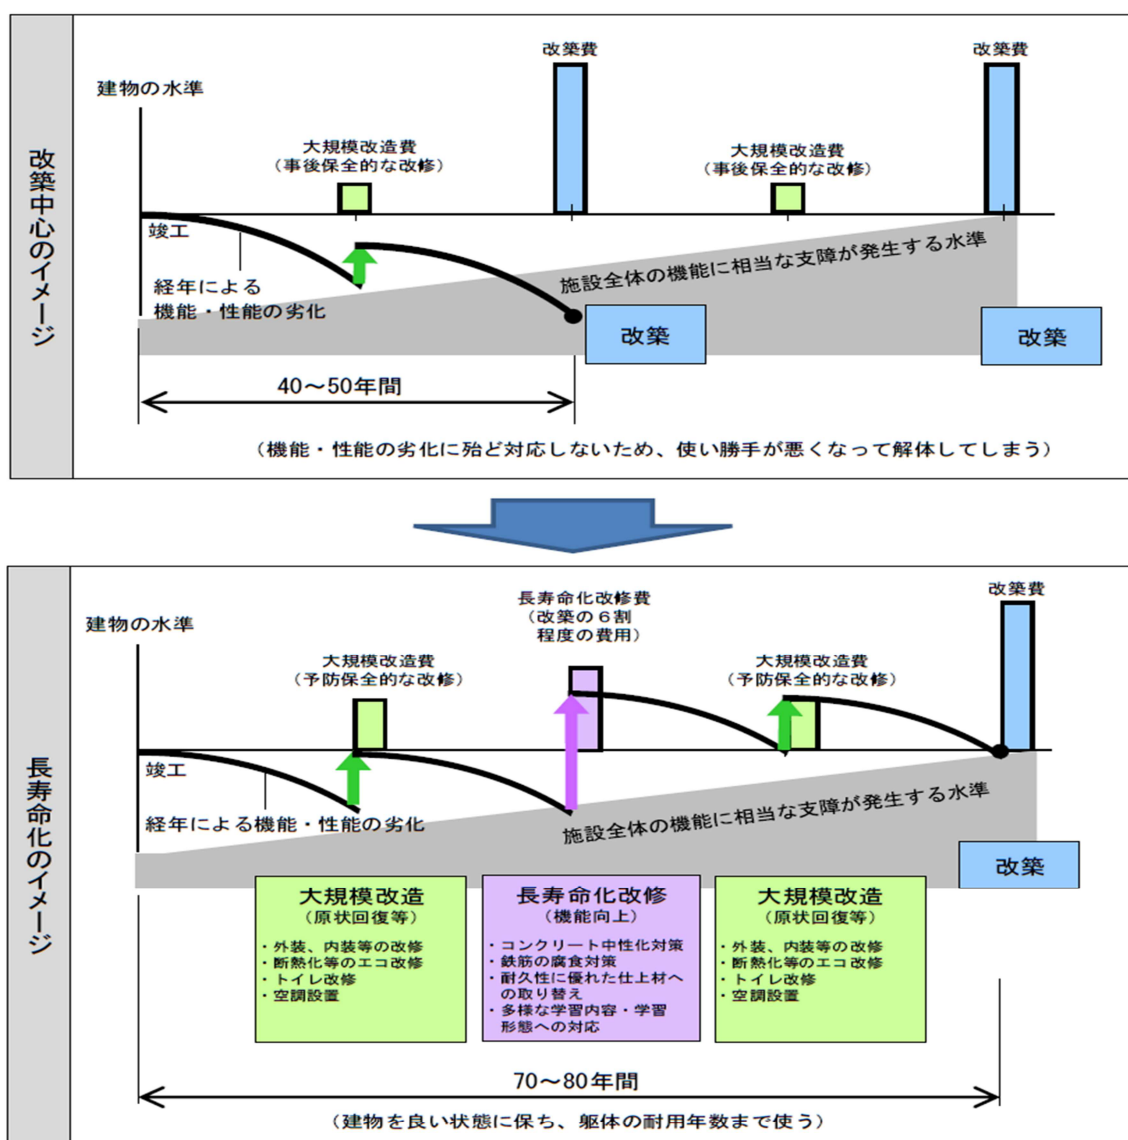 改築中心のイメージ
建物の水準
改築費
改築費
大規模改造費
（事後保全的な改修）
大規模改造費
（事後保全的な改修）
竣工
経年による
機能・性能の劣化
施設全体の機能に相当な支障が発生する水準
改築
改築
40～50年間
（機能・性能の劣化に殆ど対応しないため、使い勝手が悪くなって解体してしまう）
長寿命化のイメージ
建物の水準
大規模改造費
（予防保全的な改修）
長寿命化改修費
（改築の６割
程度の費用）
大規模改造費
（予防保全的な改修）
改築費
竣工
経年による機能・性能の劣化
施設全体の機能に相当な支障が発生する水準
改築
大規模改造
（原状回復等）
・外装、内装等の改修
・断熱化等のエコ改修
・トイレ改修
・空調設置
長寿命化改修
（機能向上）
・コンクリート中性化対策
・鉄筋の腐食対策
・耐久性に優れた仕上材へ
の取り替え
・多様な学習内容・学習
形態への対応
大規模改造
（原状回復等）
・外装、内装等の改修
・断熱化等のエコ改修
・トイレ改修
・空調設置
70～80年間
（建物を良い状態に保ち、躯体の耐用年数まで使う）